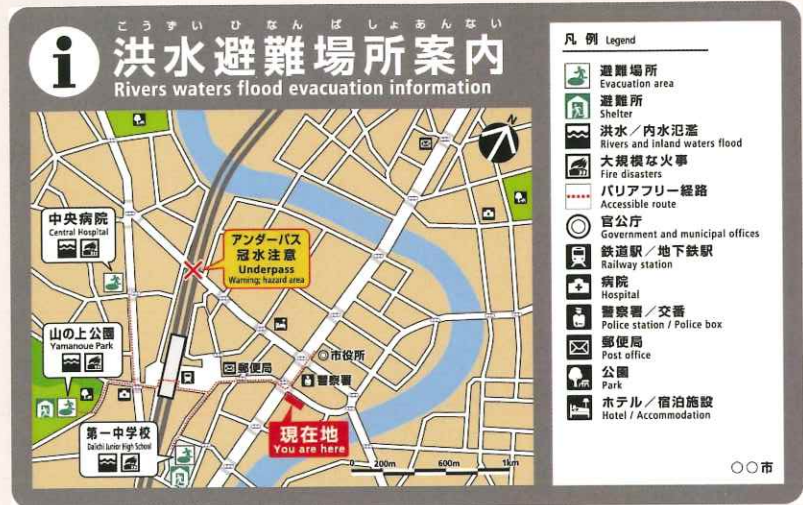 こうずいひなんばしょあんない
洪水避難場所案内
Rivers waters flood evacuation information
N
中央病院
Central Hospital
アンダーパス
冠水注意
Underpass
Warning; hazard area
山の上公園
Yamanoue Park
郵便局
市役所
警察署
第一中学校
Daiichi Junior High School
現在地
You are here
0 200m 600m 1km
凡例 Legend
避難場所
Evacuation area
避難所
Shelter
洪水／内水氾濫
Rivers and inland waters flood
大規模な火事
Fire disasters
バリアフリー経路
Accessible route
官公庁
Government and municipal offices
鉄道駅／地下鉄駅
Railway station
病院
Hospital
警察署／交番
Police station / Police box
郵便局
Post office
公園
Park
ホテル／宿泊施設
Hotel / Accommodation
○○市